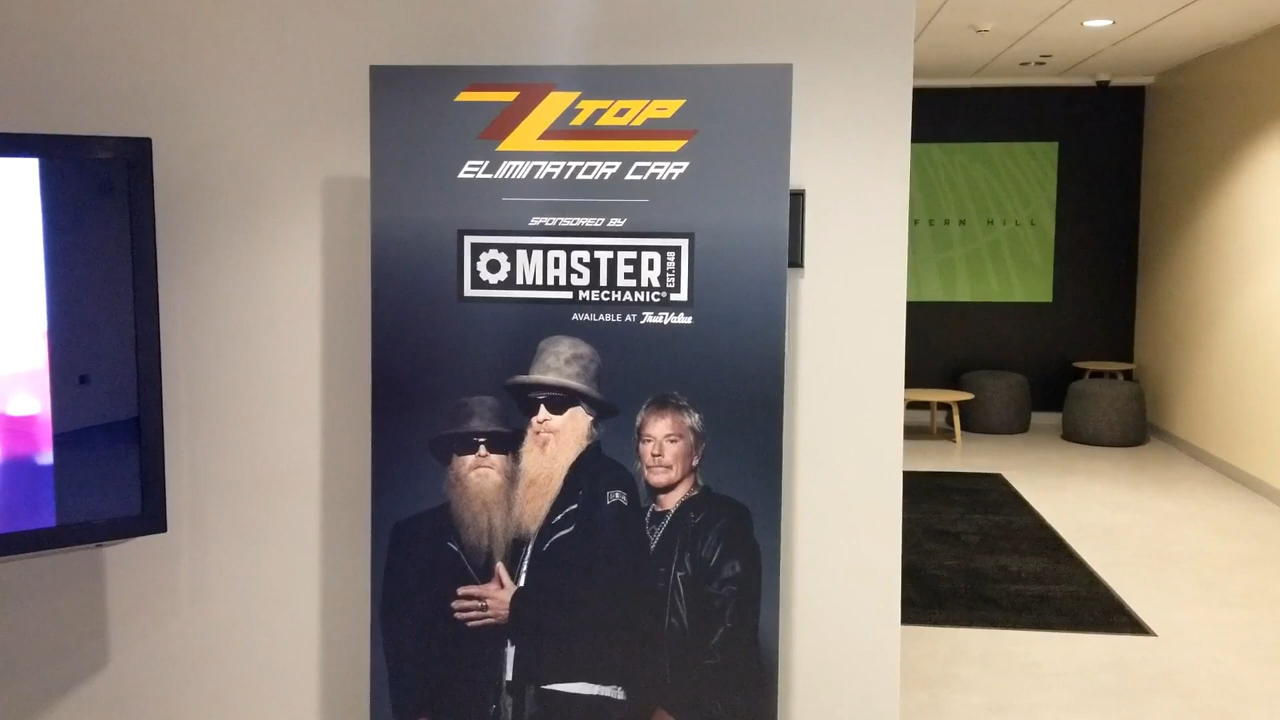 ZZ TOP
ELIMINATOR CAR
SPONSORED BY
MASTER
EST. 1948
MECHANIC®
AVAILABLE AT True Value
FERN HILL